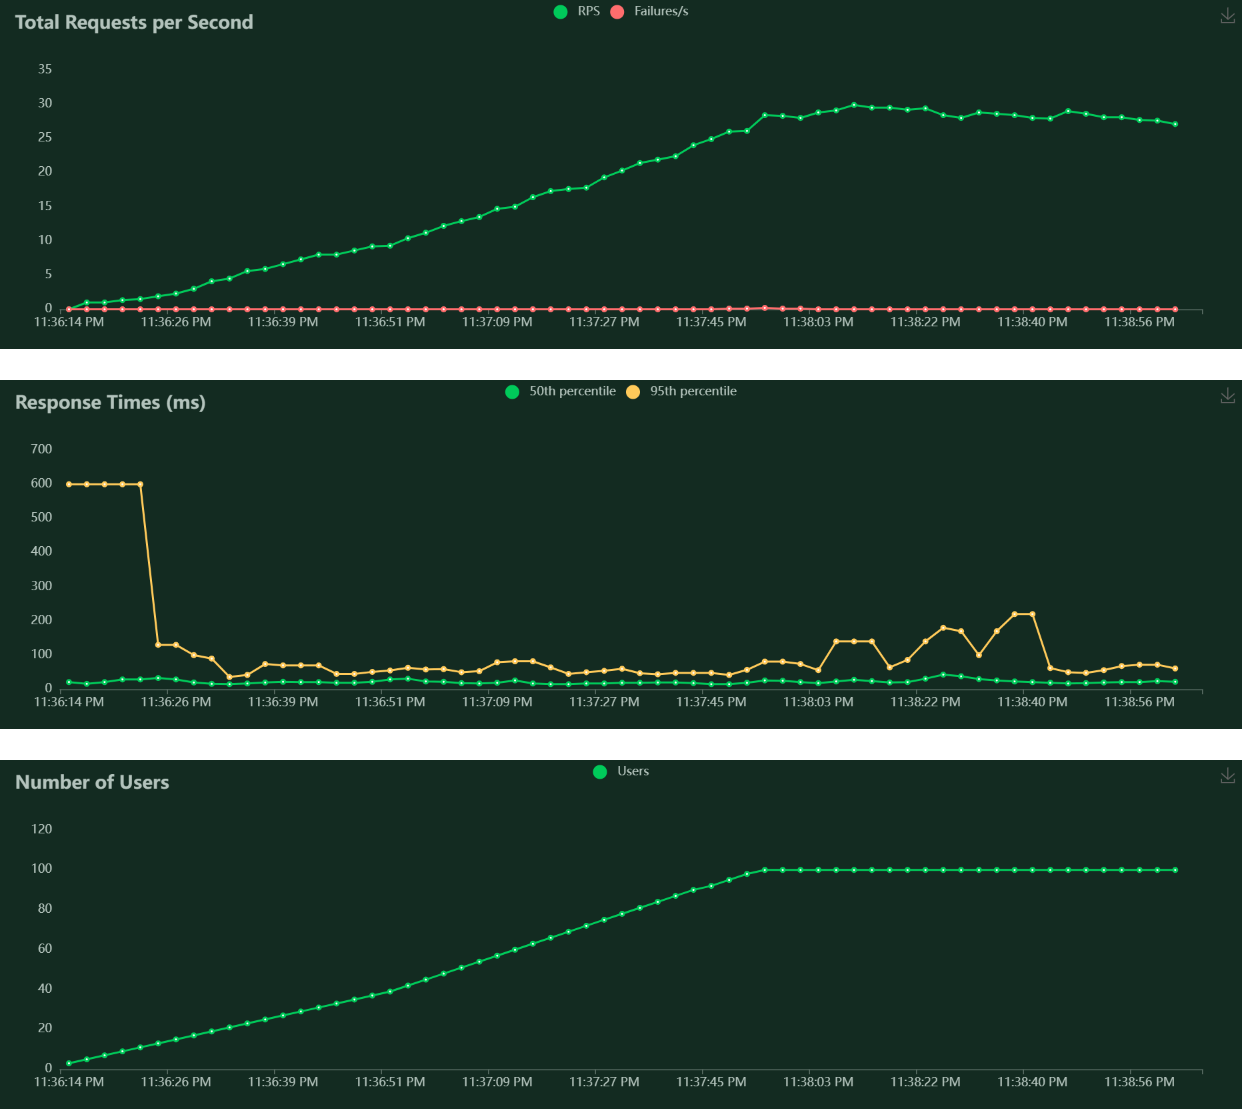 Total Requests per Second
RPS Failures/s
35
30
25
20
15
10
5
0
11:36:14 PM 11:36:26 PM 11:36:39 PM 11:36:51 PM 11:37:09 PM 11:37:27 PM 11:37:45 PM 11:38:03 PM 11:38:22 PM 11:38:40 PM 11:38:56 PM
Response Times (ms)
50th percentile 95th percentile
700
600
500
400
300
200
100
0
11:36:14 PM 11:36:26 PM 11:36:39 PM 11:36:51 PM 11:37:09 PM 11:37:27 PM 11:37:45 PM 11:38:03 PM 11:38:22 PM 11:38:40 PM 11:38:56 PM
Number of Users
Users
120
100
80
60
40
20
0
11:36:14 PM 11:36:26 PM 11:36:39 PM 11:36:51 PM 11:37:09 PM 11:37:27 PM 11:37:45 PM 11:38:03 PM 11:38:22 PM 11:38:40 PM 11:38:56 PM